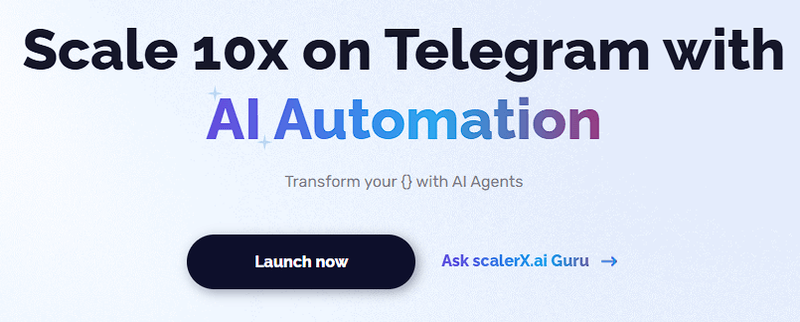 Scale 10x on Telegram with
AI Automation
Transform your {} with AI Agents
Launch now
Ask scalerX.ai Guru →